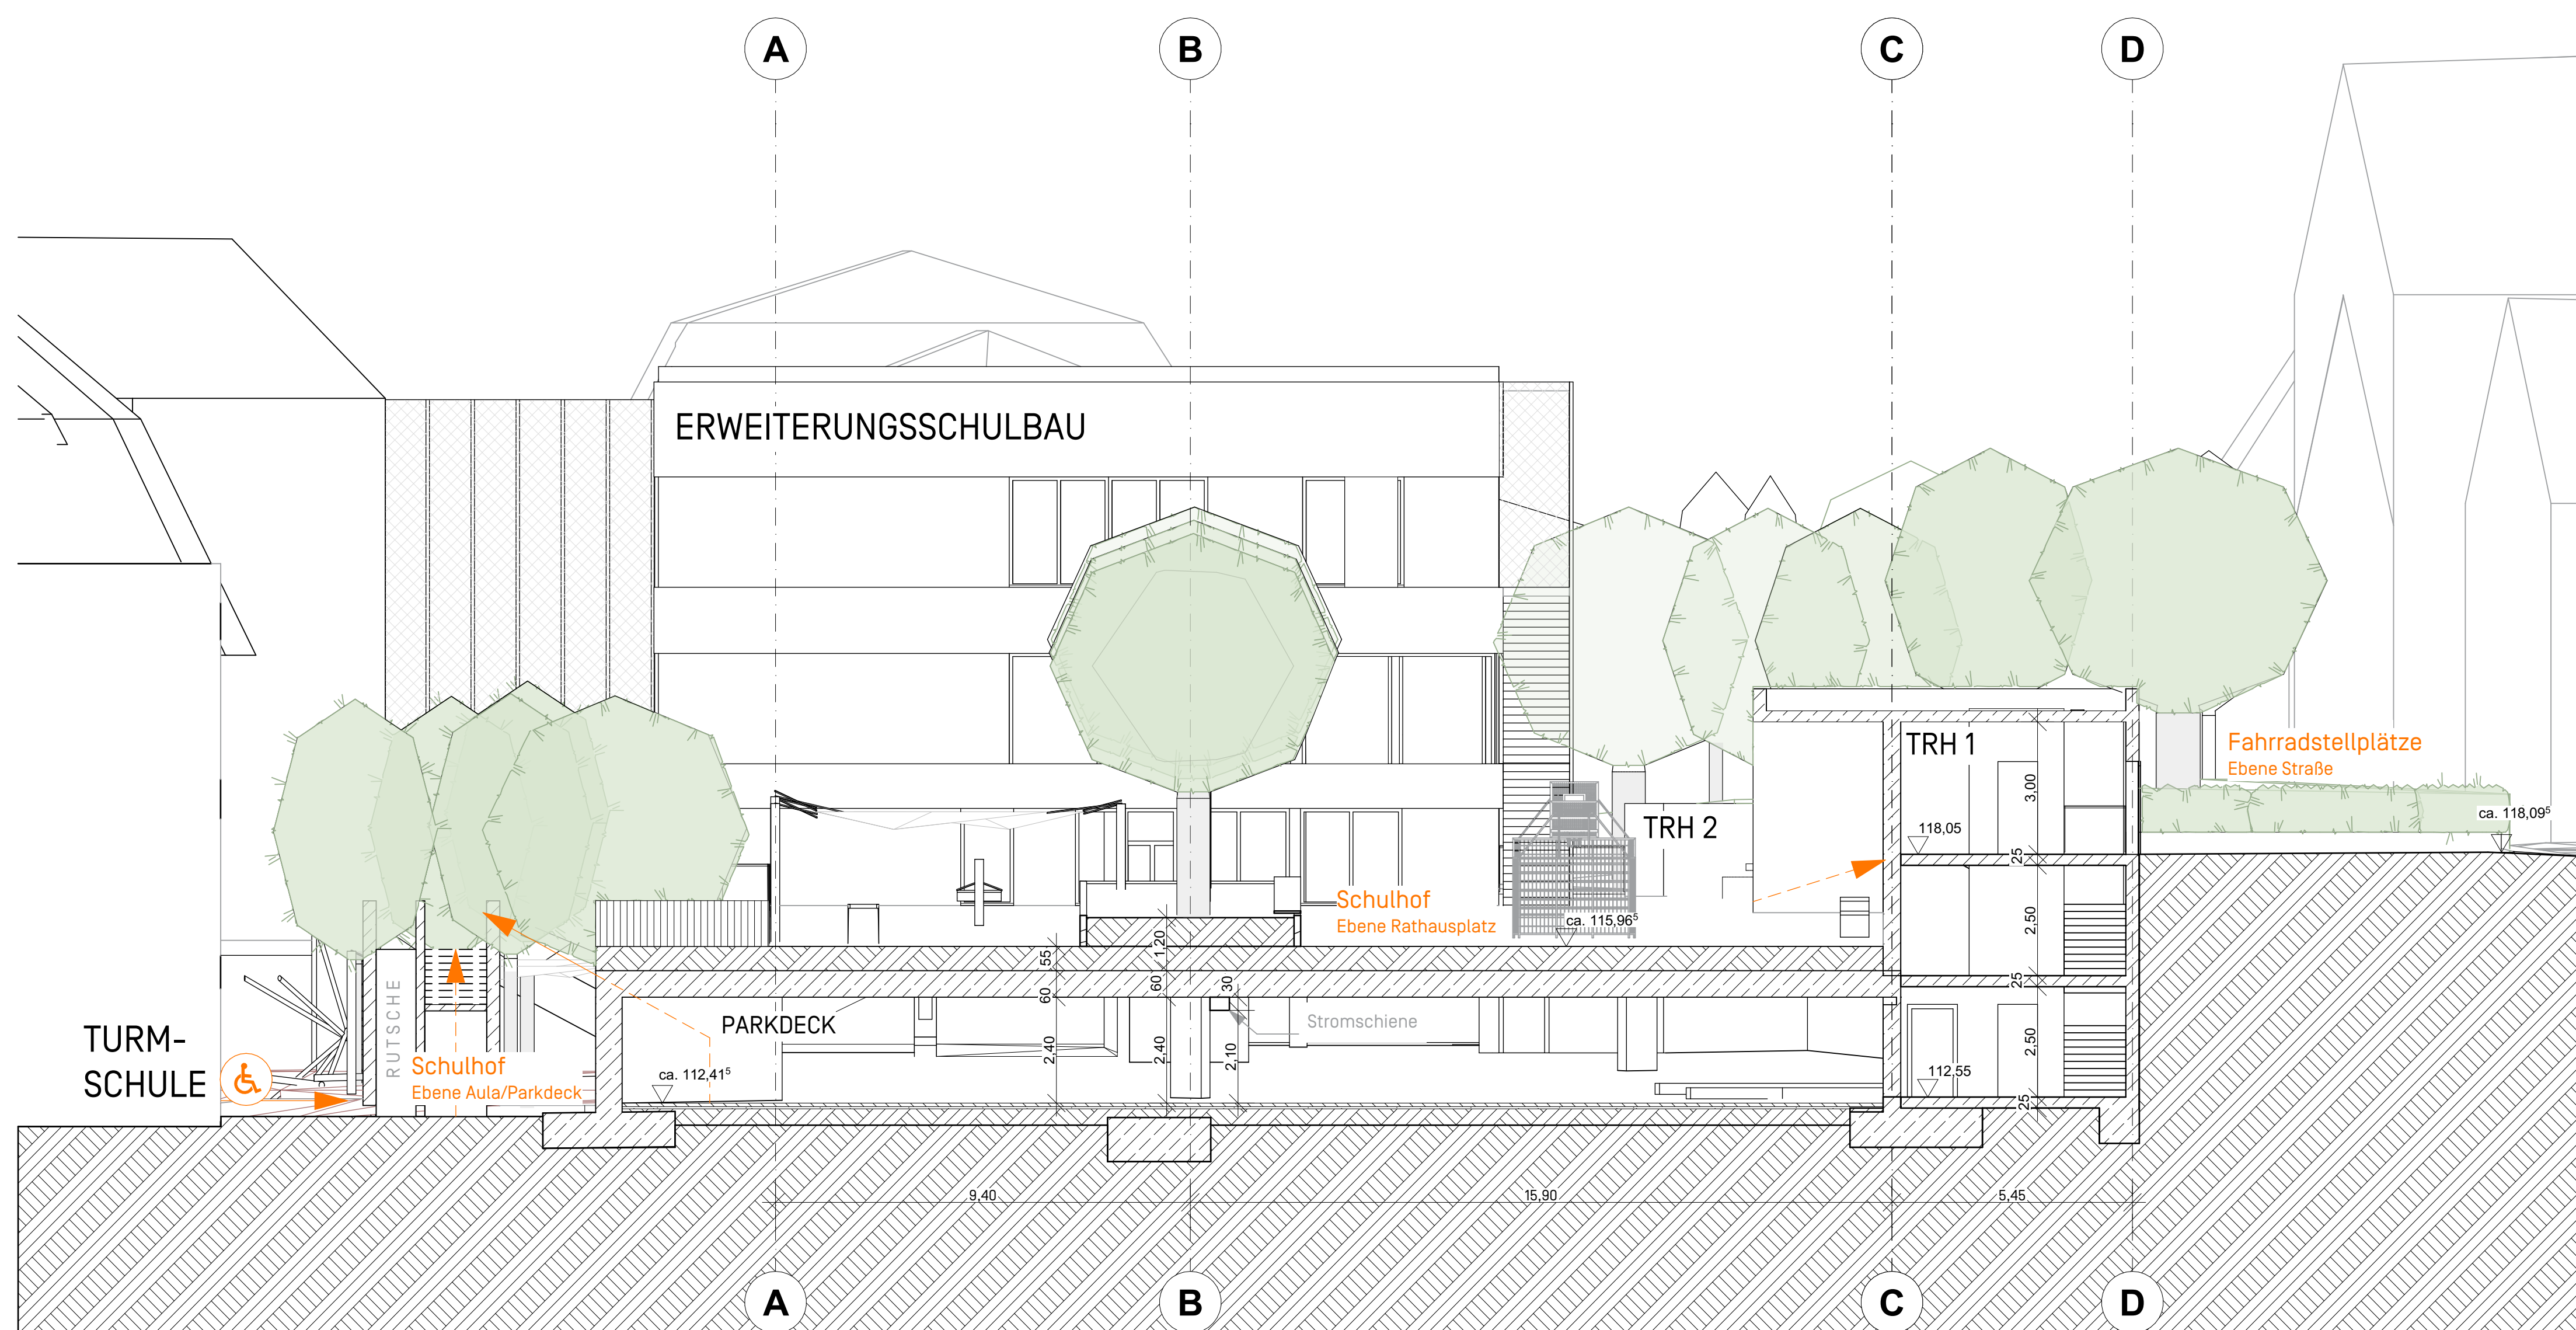 A
B
C
D
ERWEITERUNGSSCHULBAU
TRH 1
Fahrradstellplätze
Ebene Straße
3,00
ca. 118,09⁵
TRH 2
118,05
25
Schulhof
Ebene Rathausplatz
ca. 115,96⁵
2,50
1,20
55
25
60
60
30
RUTSCHE
PARKDECK
Stromschiene
TURM-
SCHULE
Schulhof
Ebene Aula/Parkdeck
2,40
2,40
2,10
2,50
ca. 112,41⁵
112,55
25
9,40
15,90
5,45
A
B
C
D